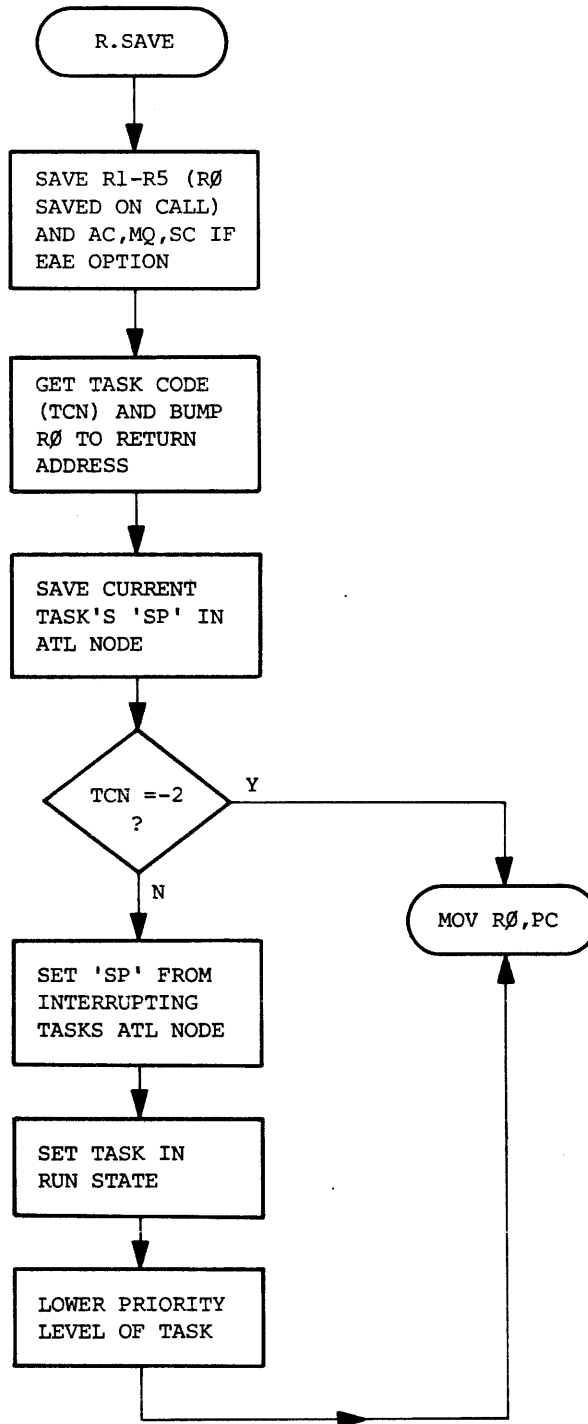 R.SAVE
SAVE R1-R5 (RØ
SAVED ON CALL)
AND AC,MQ,SC IF
EAE OPTION
GET TASK CODE
(TCN) AND BUMP
RØ TO RETURN
ADDRESS
SAVE CURRENT
TASK'S 'SP' IN
ATL NODE
TCN =-2
?
Y
N
MOV RØ,PC
SET 'SP' FROM
INTERRUPTING
TASKS ATL NODE
SET TASK IN
RUN STATE
LOWER PRIORITY
LEVEL OF TASK